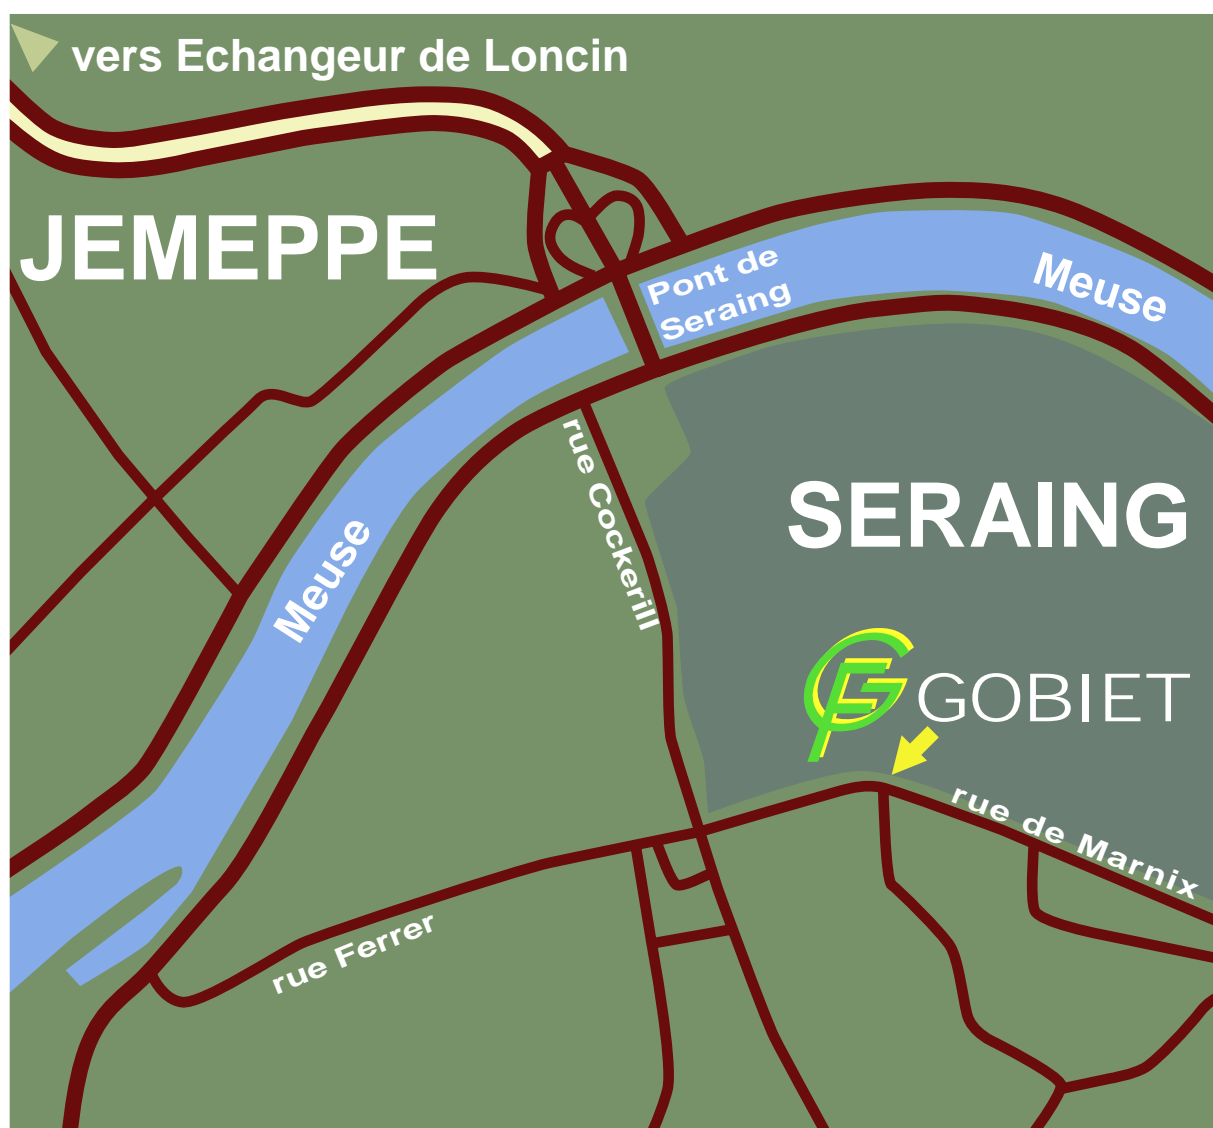 vers Echangeur de Loncin
JEMEPPE
Pont de
Seraing
Meuse
rue Cockerill
SERAING
Meuse
GOBIET
rue de Marnix
rue Ferrer